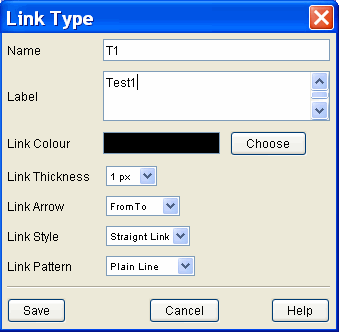 Link Type
Name T1
Label Test1
Link Colour Choose
Link Thickness 1 px
Link Arrow FromTo
Link Style Straignt Link
Link Pattern Plain Line
Save Cancel Help